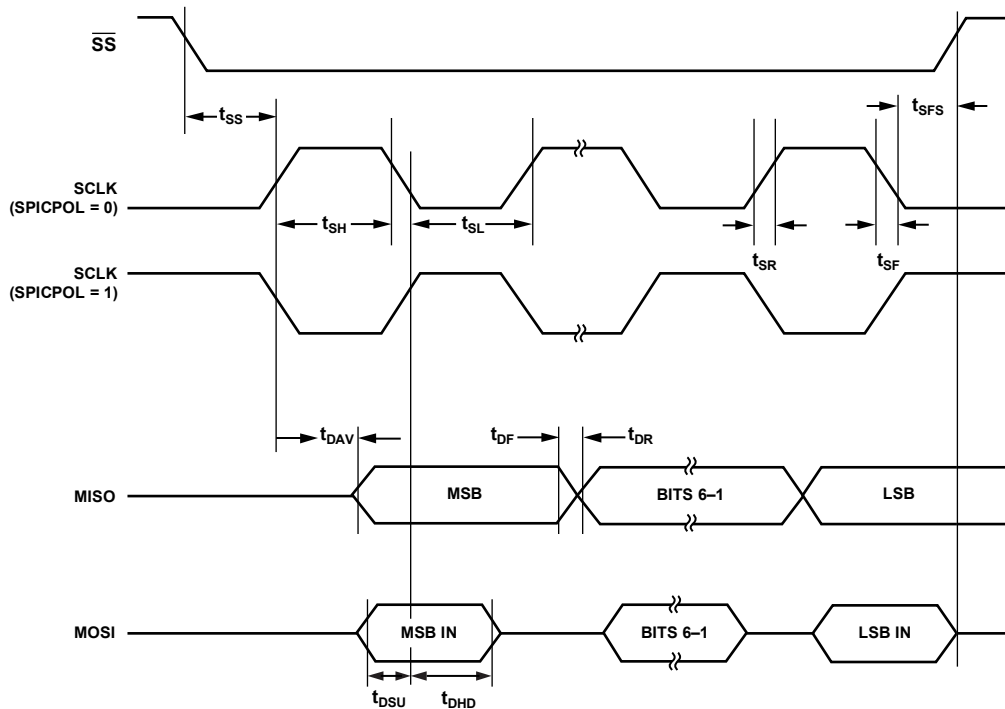 SS
tSS
tSFS
SCLK
(SPICPOL = 0)
tSH
tSL
tSR
tSF
SCLK
(SPICPOL = 1)
tDAV
tDF
tDR
MISO
MSB
BITS 6–1
LSB
MOSI
MSB IN
BITS 6–1
LSB IN
tDSU
tDHD